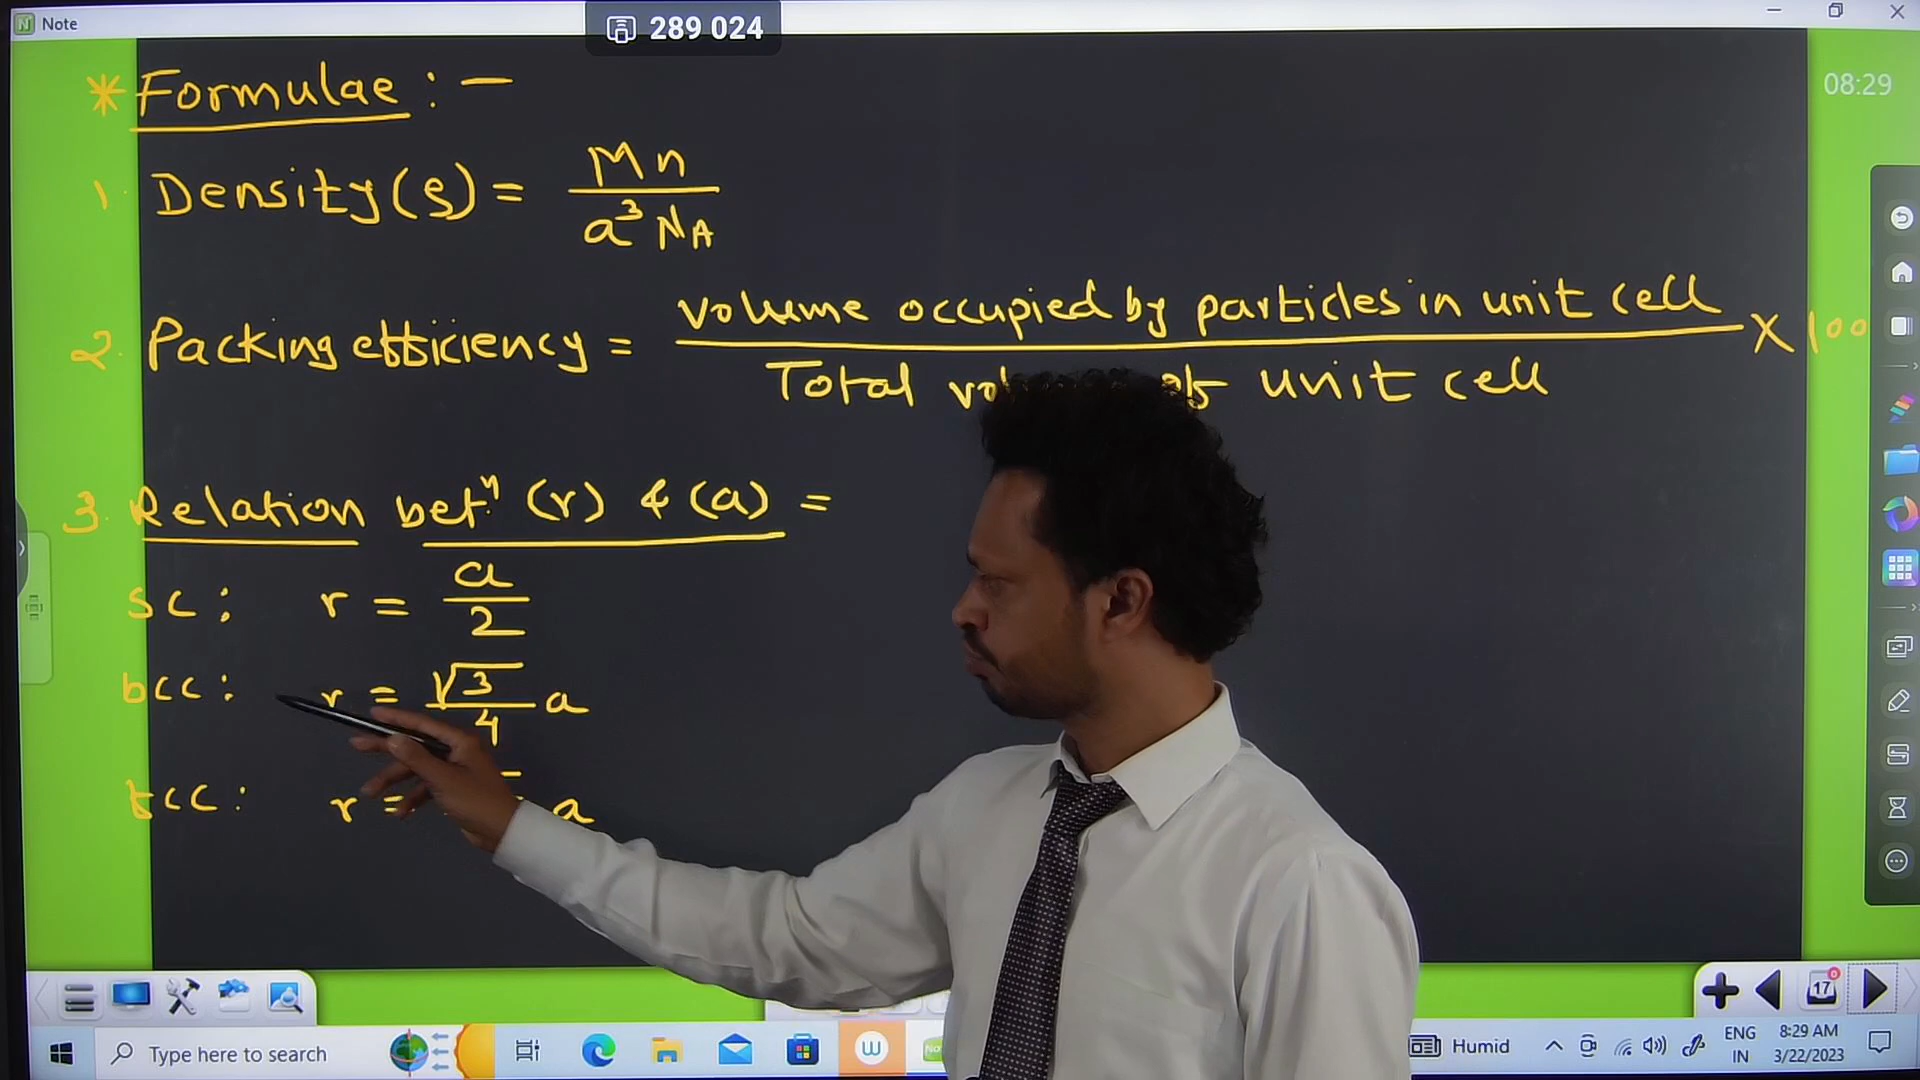 Note
289 024
08:29
* Formulae : -
1. Density (ρ) = Mn / a³ NA
2. Packing efficiency = volume occupied by particles in unit cell / Total of unit cell × 100
3. Relation betⁿ (r) & (a) =
sc : r = a / 2
bcc : r = √3 / 4 a
fcc : r = a
17
0
Type here to search
W
Humid
ENG
IN
8:29 AM
3/22/2023